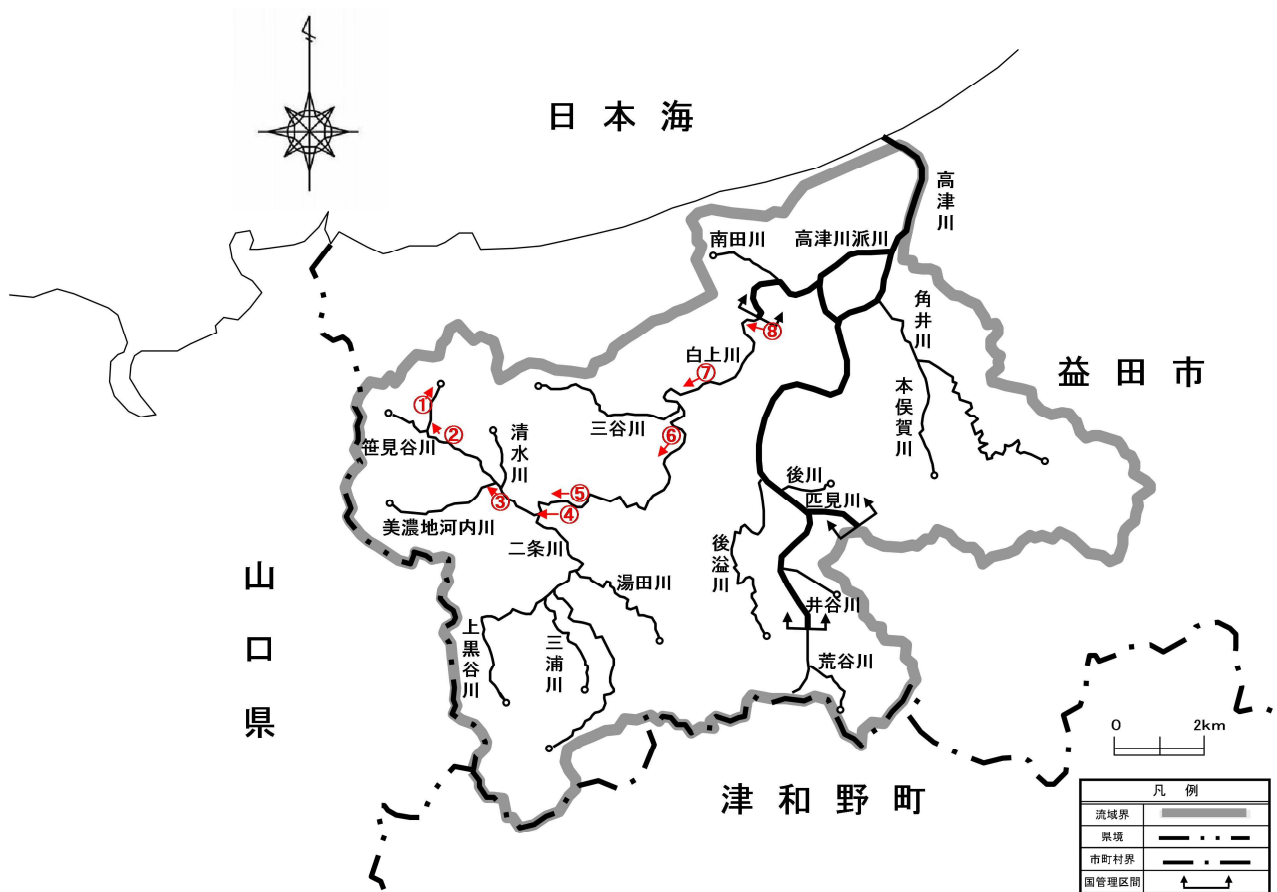 日本海
高津川
南田川
高津川派川
角井川
⑧
白上川
⑦
益田市
①
本俣賀川
②
三谷川
⑥
清水川
笹見谷川
後川
⑤
匹見川
③
④
美濃地河内川
二条川
後溢川
湯田川
山口県
井谷川
上黒谷川
三浦川
荒谷川
0 2km
津和野町
凡例
流域界
県境
市町村界
国管理区間